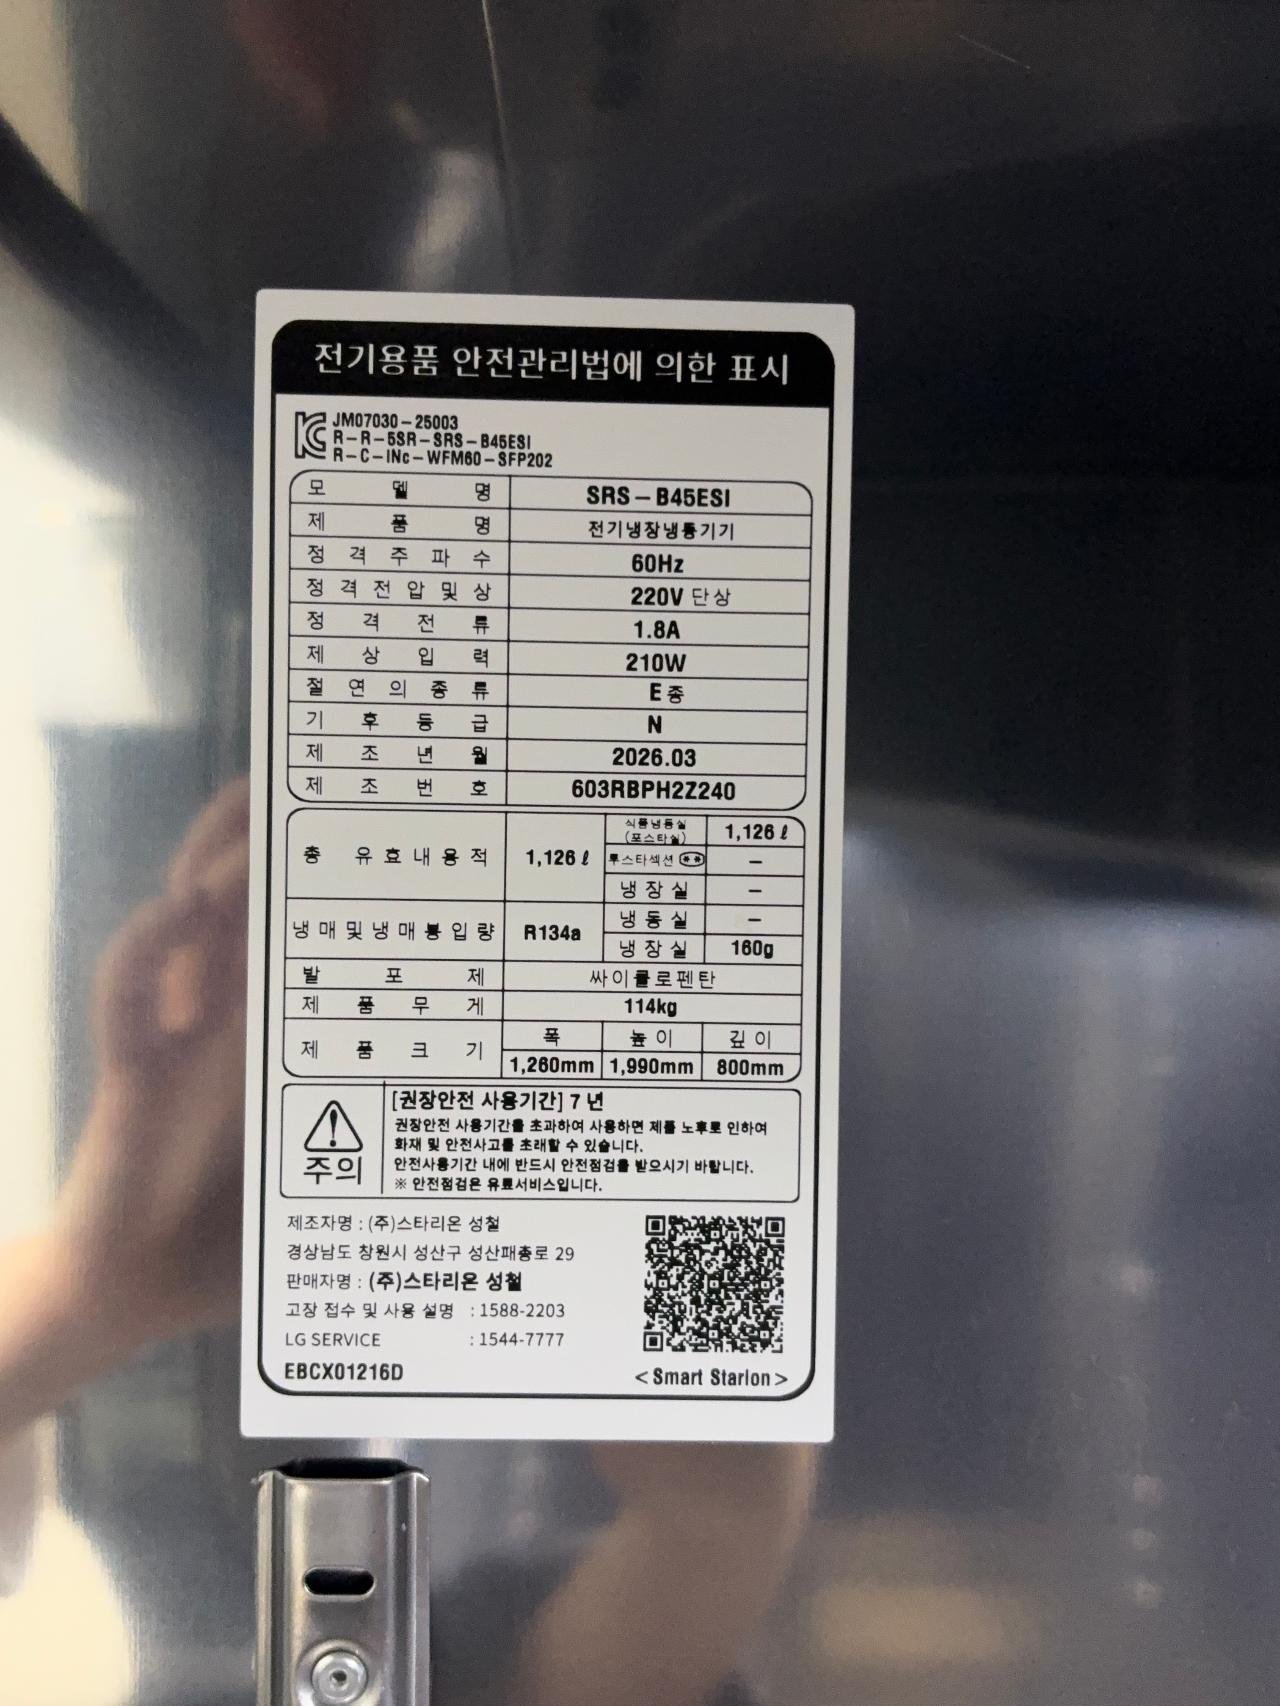 전기용품 안전관리법에 의한 표시
JM07030-25003
R-R-5SR-SRS-B45ESI
R-C-INc-WFM60-SFP202
모델명 SRS-B45ESI
제품명 전기냉장냉동기기
정격주파수 60Hz
정격전압및상 220V 단상
정격전류 1.8A
제상입력 210W
절연의종류 E종
기후등급 N
제조년월 2026.03
제조번호 603RBPH2Z240
총 유효내용적 1,126 ℓ
식품냉동실 (포스타실) 1,126 ℓ
투스타섹션 ** -
냉장실 -
냉매및냉매봉입량 R134a
냉동실 -
냉장실 160g
발포제 싸이클로펜탄
제품무게 114kg
제품크기
폭 높이 깊이
1,260mm 1,990mm 800mm
주의
[권장안전 사용기간] 7 년
권장안전 사용기간을 초과하여 사용하면 제품 노후로 인하여
화재 및 안전사고를 초래할 수 있습니다.
안전사용기간 내에 반드시 안전점검을 받으시기 바랍니다.
※ 안전점검은 유료서비스입니다.
제조자명 : (주)스타리온 성철
경상남도 창원시 성산구 성산패총로 29
판매자명 : (주)스타리온 성철
고장 접수 및 사용 설명 : 1588-2203
LG SERVICE : 1544-7777
EBCX01216D
<Smart Starion>